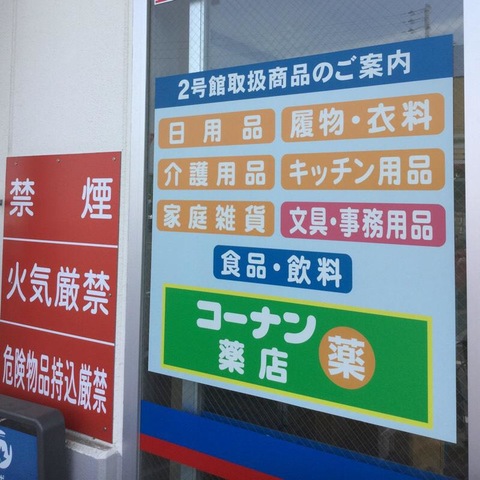 禁煙
火気厳禁
危険物品持込厳禁
2号館取扱商品のご案内
日用品
履物・衣料
介護用品
キッチン用品
家庭雑貨
文具・事務用品
食品・飲料
コーナン
薬店
薬